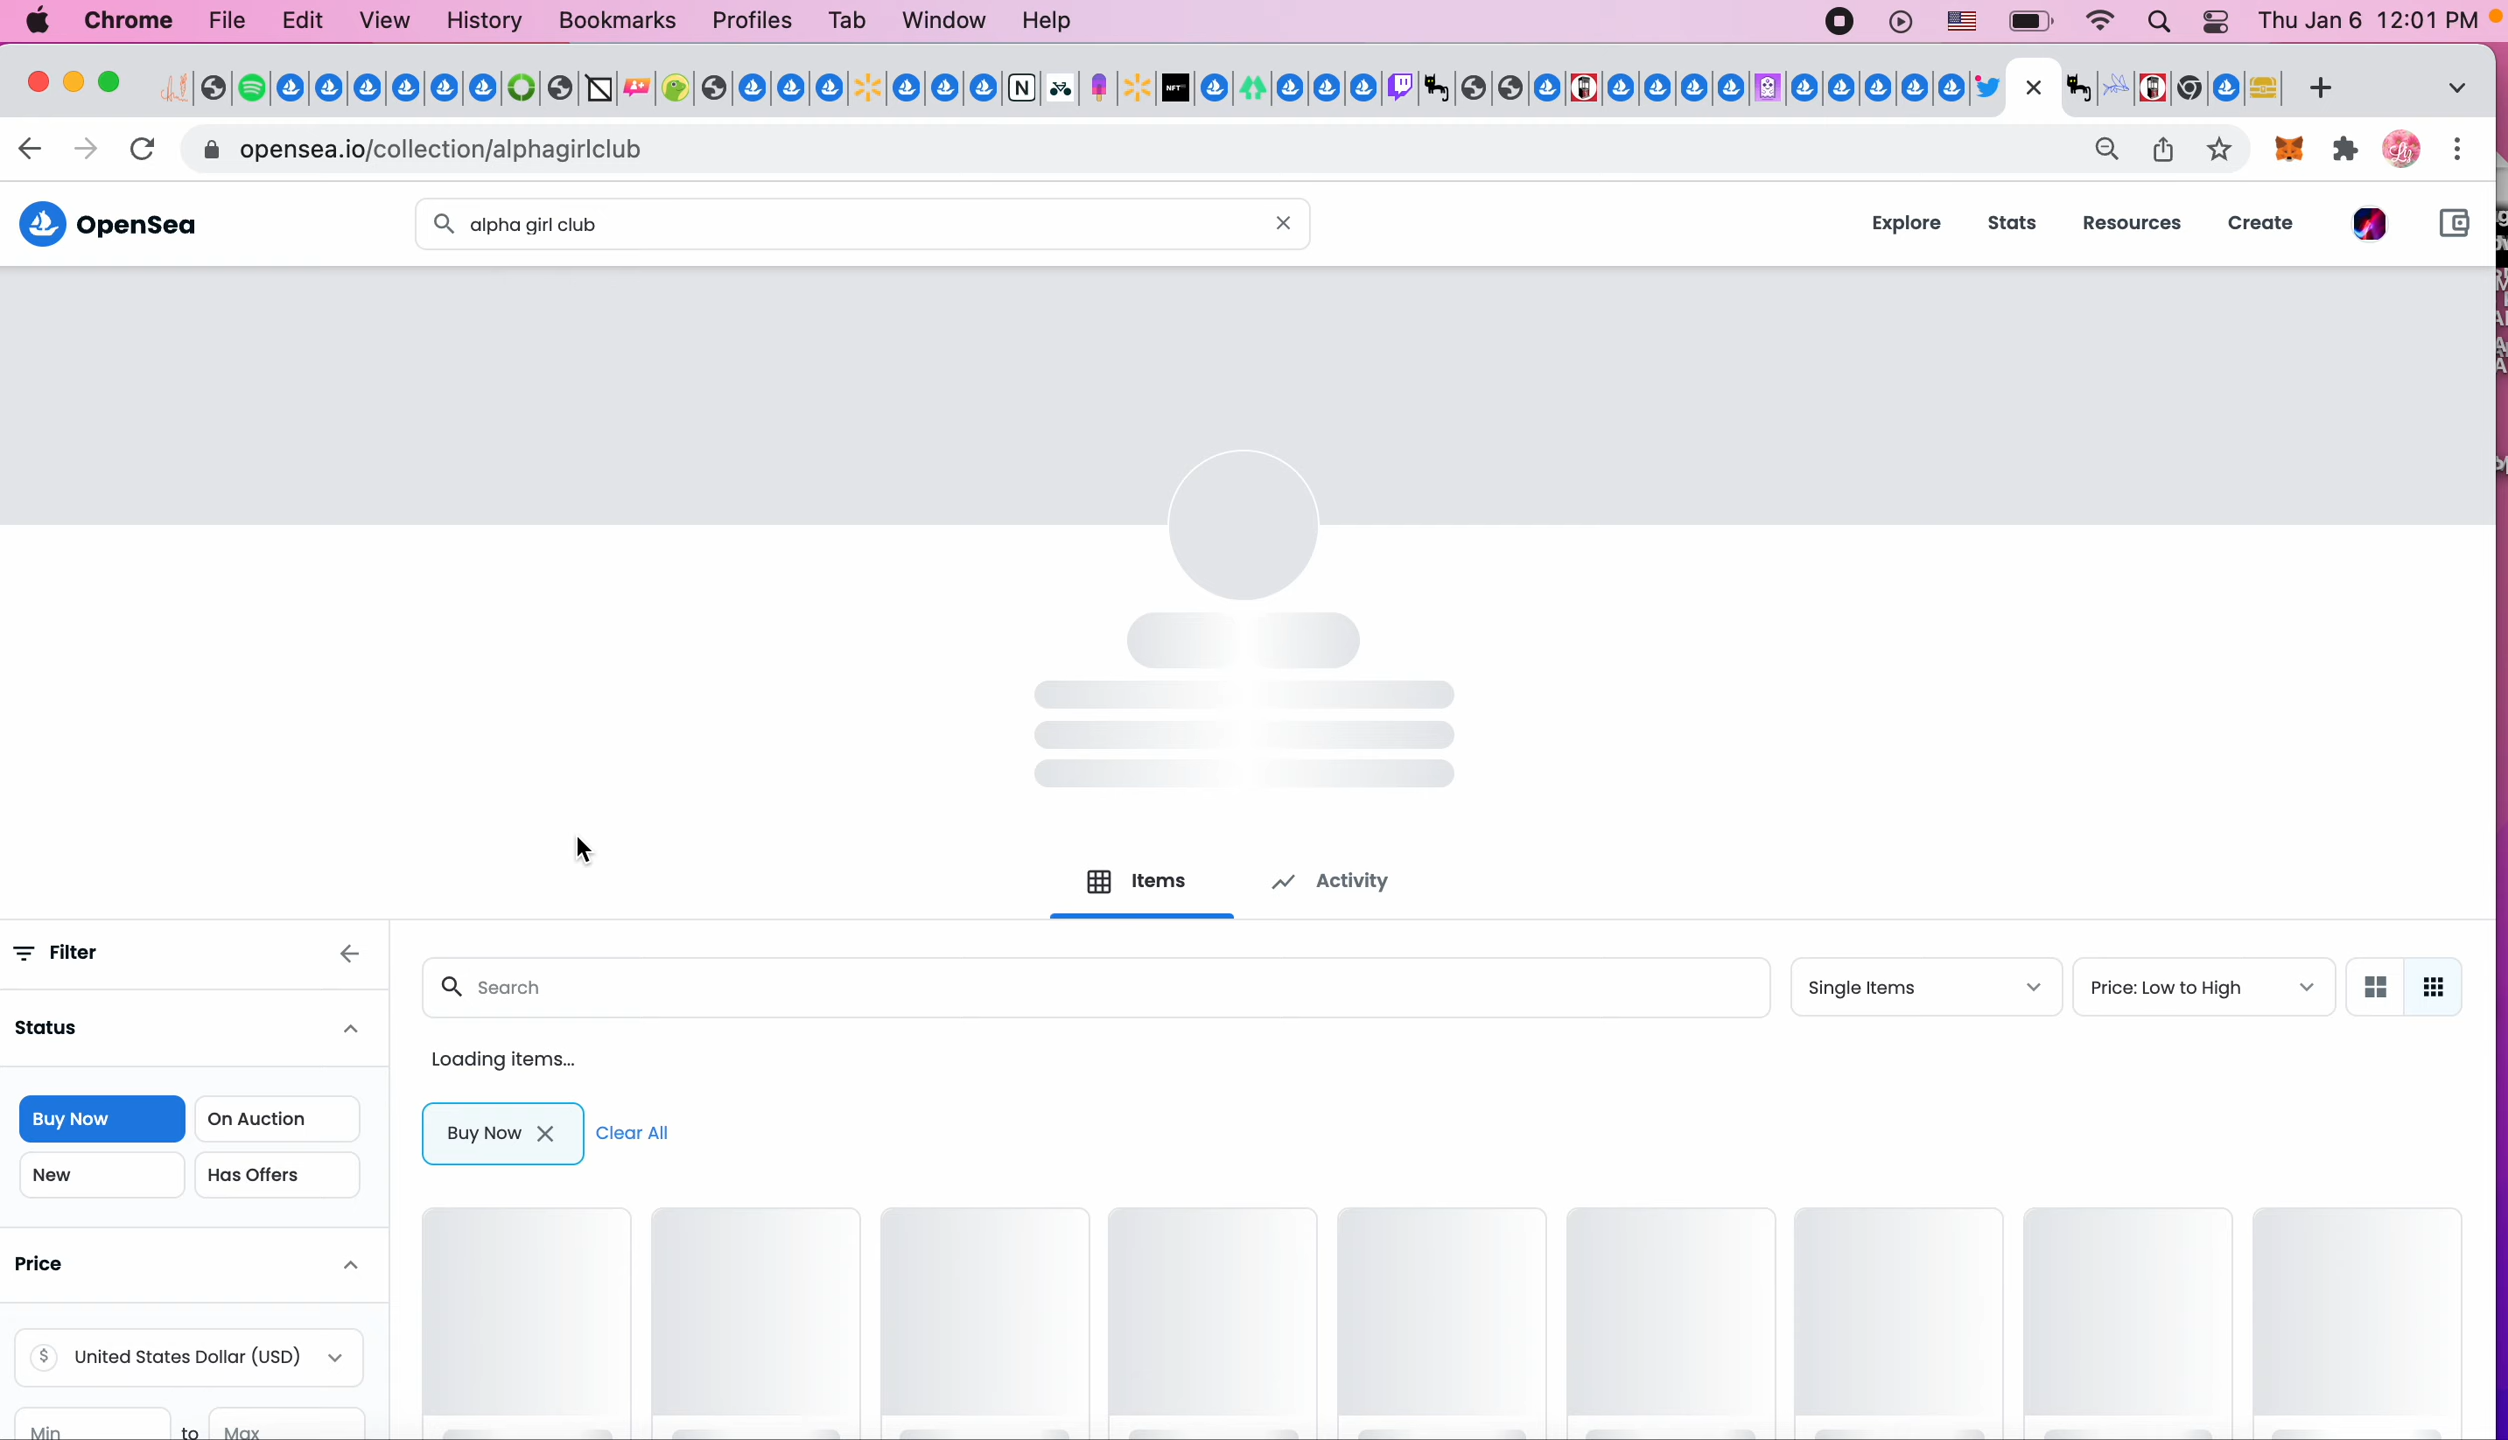 Chrome File Edit View History Bookmarks Profiles Tab Window Help Thu Jan 6 12:01 PM
opensea.io/collection/alphagirlclub
OpenSea
alpha girl club
Explore Stats Resources Create
Items Activity
Filter
Search
Single Items
Price: Low to High
Status
Loading items...
Buy Now
On Auction
Buy Now
Clear All
New
Has Offers
Price
$ United States Dollar (USD)
Min to Max